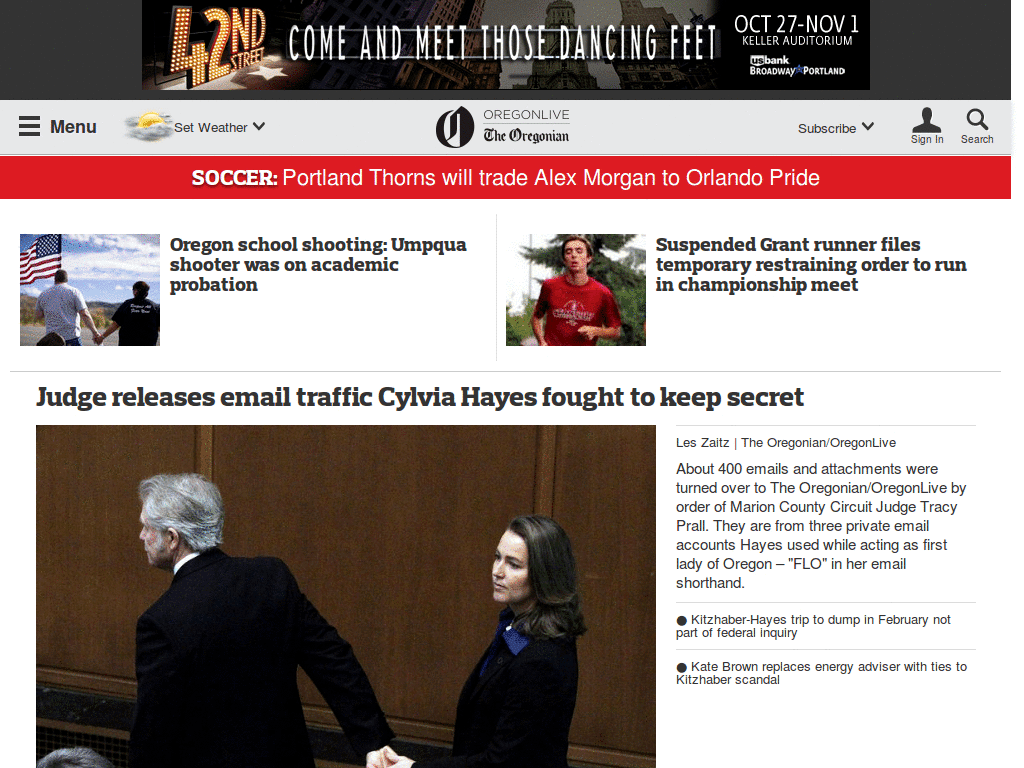 42ND STREET
COME AND MEET THOSE DANCING FEET
OCT 27-NOV 1
KELLER AUDITORIUM
usbank
BROADWAY PORTLAND
Menu
Set Weather
OREGONLIVE
The Oregonian
Subscribe
Sign In
Search
SOCCER: Portland Thorns will trade Alex Morgan to Orlando Pride
Oregon school shooting: Umpqua
shooter was on academic
probation
Suspended Grant runner files
temporary restraining order to run
in championship meet
Judge releases email traffic Cylvia Hayes fought to keep secret
Les Zaitz | The Oregonian/OregonLive
About 400 emails and attachments were
turned over to The Oregonian/OregonLive by
order of Marion County Circuit Judge Tracy
Prall. They are from three private email
accounts Hayes used while acting as first
lady of Oregon – "FLO" in her email
shorthand.
● Kitzhaber-Hayes trip to dump in February not
part of federal inquiry
● Kate Brown replaces energy adviser with ties to
Kitzhaber scandal